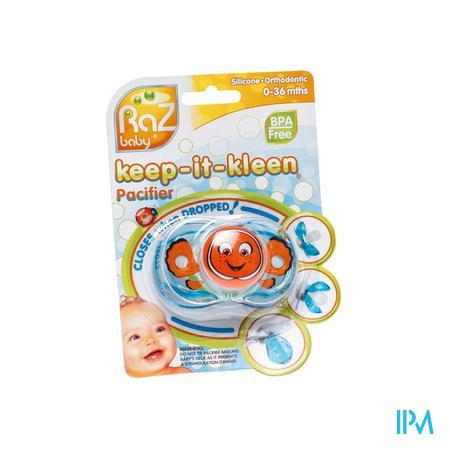 RaZ
baby
Silicone • Orthodontic
0-36 mths
BPA
Free
keep-it-kleen
Pacifier
CLOSES DROPPED!
WARNING:
DO NOT TIE PACIFIER AROUND
BABY'S NECK AS IT PRESENTS
A STRANGULATION DANGER
IPM